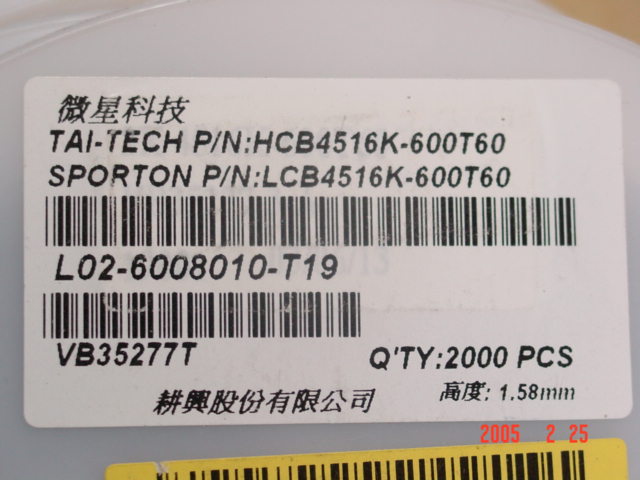 微星科技
TAI-TECH P/N:HCB4516K-600T60
SPORTON P/N:LCB4516K-600T60
L02-6008010-T19
VB35277T
Q'TY:2000 PCS
耕興股份有限公司
高度: 1.58mm
2005 2 25